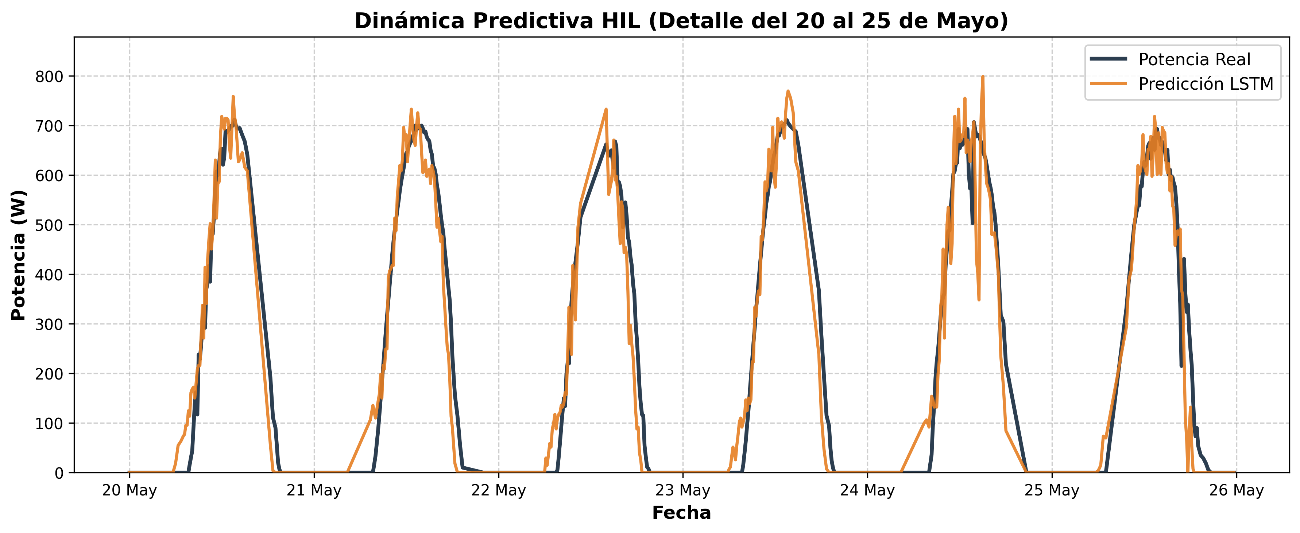 Dinámica Predictiva HIL (Detalle del 20 al 25 de Mayo)
Potencia Real
Predicción LSTM
Potencia (W)
800
700
600
500
400
300
200
100
0
20 May
21 May
22 May
23 May
24 May
25 May
26 May
Fecha